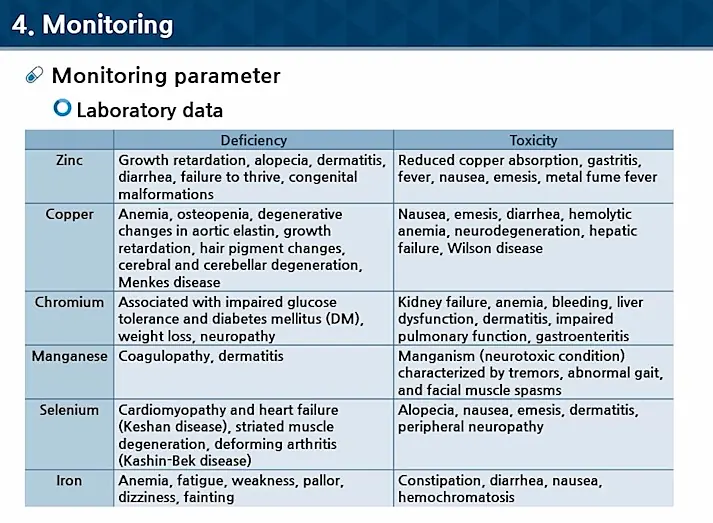 4. Monitoring
Monitoring parameter
Laboratory data
Deficiency Toxicity
Zinc
Growth retardation, alopecia, dermatitis,
diarrhea, failure to thrive, congenital
malformations
Reduced copper absorption, gastritis,
fever, nausea, emesis, metal fume fever
Copper
Anemia, osteopenia, degenerative
changes in aortic elastin, growth
retardation, hair pigment changes,
cerebral and cerebellar degeneration,
Menkes disease
Nausea, emesis, diarrhea, hemolytic
anemia, neurodegeneration, hepatic
failure, Wilson disease
Chromium
Associated with impaired glucose
tolerance and diabetes mellitus (DM),
weight loss, neuropathy
Kidney failure, anemia, bleeding, liver
dysfunction, dermatitis, impaired
pulmonary function, gastroenteritis
Manganese
Coagulopathy, dermatitis
Manganism (neurotoxic condition)
characterized by tremors, abnormal gait,
and facial muscle spasms
Selenium
Cardiomyopathy and heart failure
(Keshan disease), striated muscle
degeneration, deforming arthritis
(Kashin-Bek disease)
Alopecia, nausea, emesis, dermatitis,
peripheral neuropathy
Iron
Anemia, fatigue, weakness, pallor,
dizziness, fainting
Constipation, diarrhea, nausea,
hemochromatosis